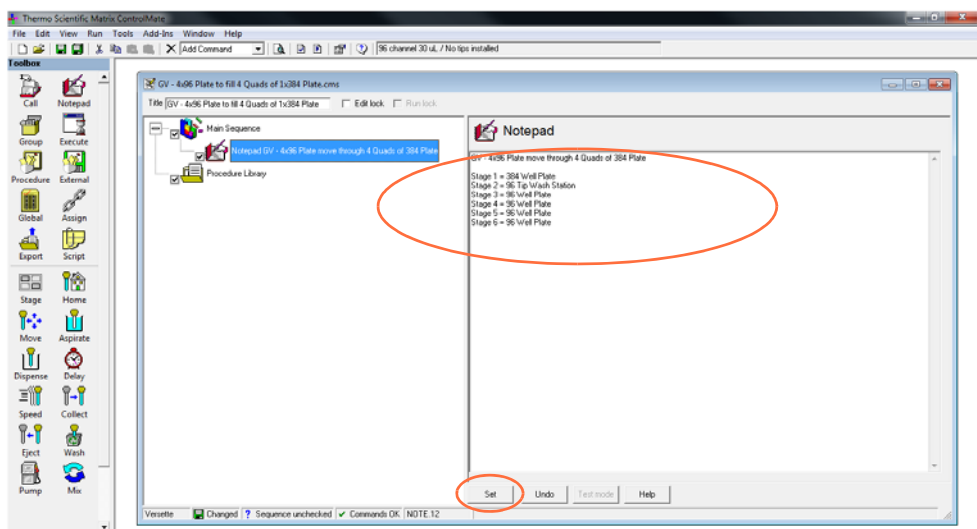 Thermo Scientific Matrix ControlMate
File Edit View Run Tools Add-Ins Window Help
Add Command
96 channel 30 uL / No tips installed
Toolbox
Call Notepad
Group Execute
Procedure External
Global Assign
Export Script
Stage Home
Move Aspirate
Dispense Delay
Speed Collect
Eject Wash
Pump Mix
GV - 4x96 Plate to fill 4 Quads of 1x384 Plate.cms
Title GV - 4x96 Plate to fill 4 Quads of 1x384 Plate Edit lock Run lock
Main Sequence
Notepad GV - 4x96 Plate move through 4 Quads of 384 Plate
Procedure Library
Notepad
GV - 4x96 Plate move through 4 Quads of 384 Plate
Stage 1 = 384 Well Plate
Stage 2 = 96 Tip Wash Station
Stage 3 = 96 Well Plate
Stage 4 = 96 Well Plate
Stage 5 = 96 Well Plate
Stage 6 = 96 Well Plate
Set Undo Test mode Help
Versette Changed ? Sequence unchecked Commands OK NOTE.12